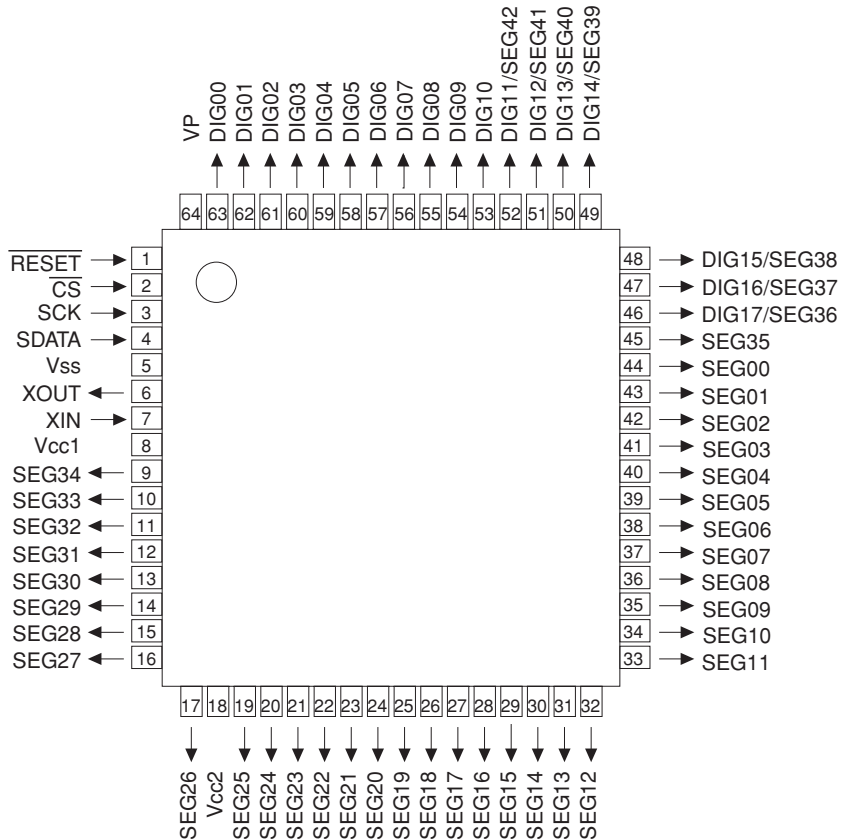 VP
DIG00
DIG01
DIG02
DIG03
DIG04
DIG05
DIG06
DIG07
DIG08
DIG09
DIG10
DIG11/SEG42
DIG12/SEG41
DIG13/SEG40
DIG14/SEG39
64 63 62 61 60 59 58 57 56 55 54 53 52 51 50 49
RESET 1
CS 2
SCK 3
SDATA 4
Vss 5
XOUT 6
XIN 7
Vcc1 8
SEG34 9
SEG33 10
SEG32 11
SEG31 12
SEG30 13
SEG29 14
SEG28 15
SEG27 16
48 DIG15/SEG38
47 DIG16/SEG37
46 DIG17/SEG36
45 SEG35
44 SEG00
43 SEG01
42 SEG02
41 SEG03
40 SEG04
39 SEG05
38 SEG06
37 SEG07
36 SEG08
35 SEG09
34 SEG10
33 SEG11
17 18 19 20 21 22 23 24 25 26 27 28 29 30 31 32
SEG26
Vcc2
SEG25
SEG24
SEG23
SEG22
SEG21
SEG20
SEG19
SEG18
SEG17
SEG16
SEG15
SEG14
SEG13
SEG12